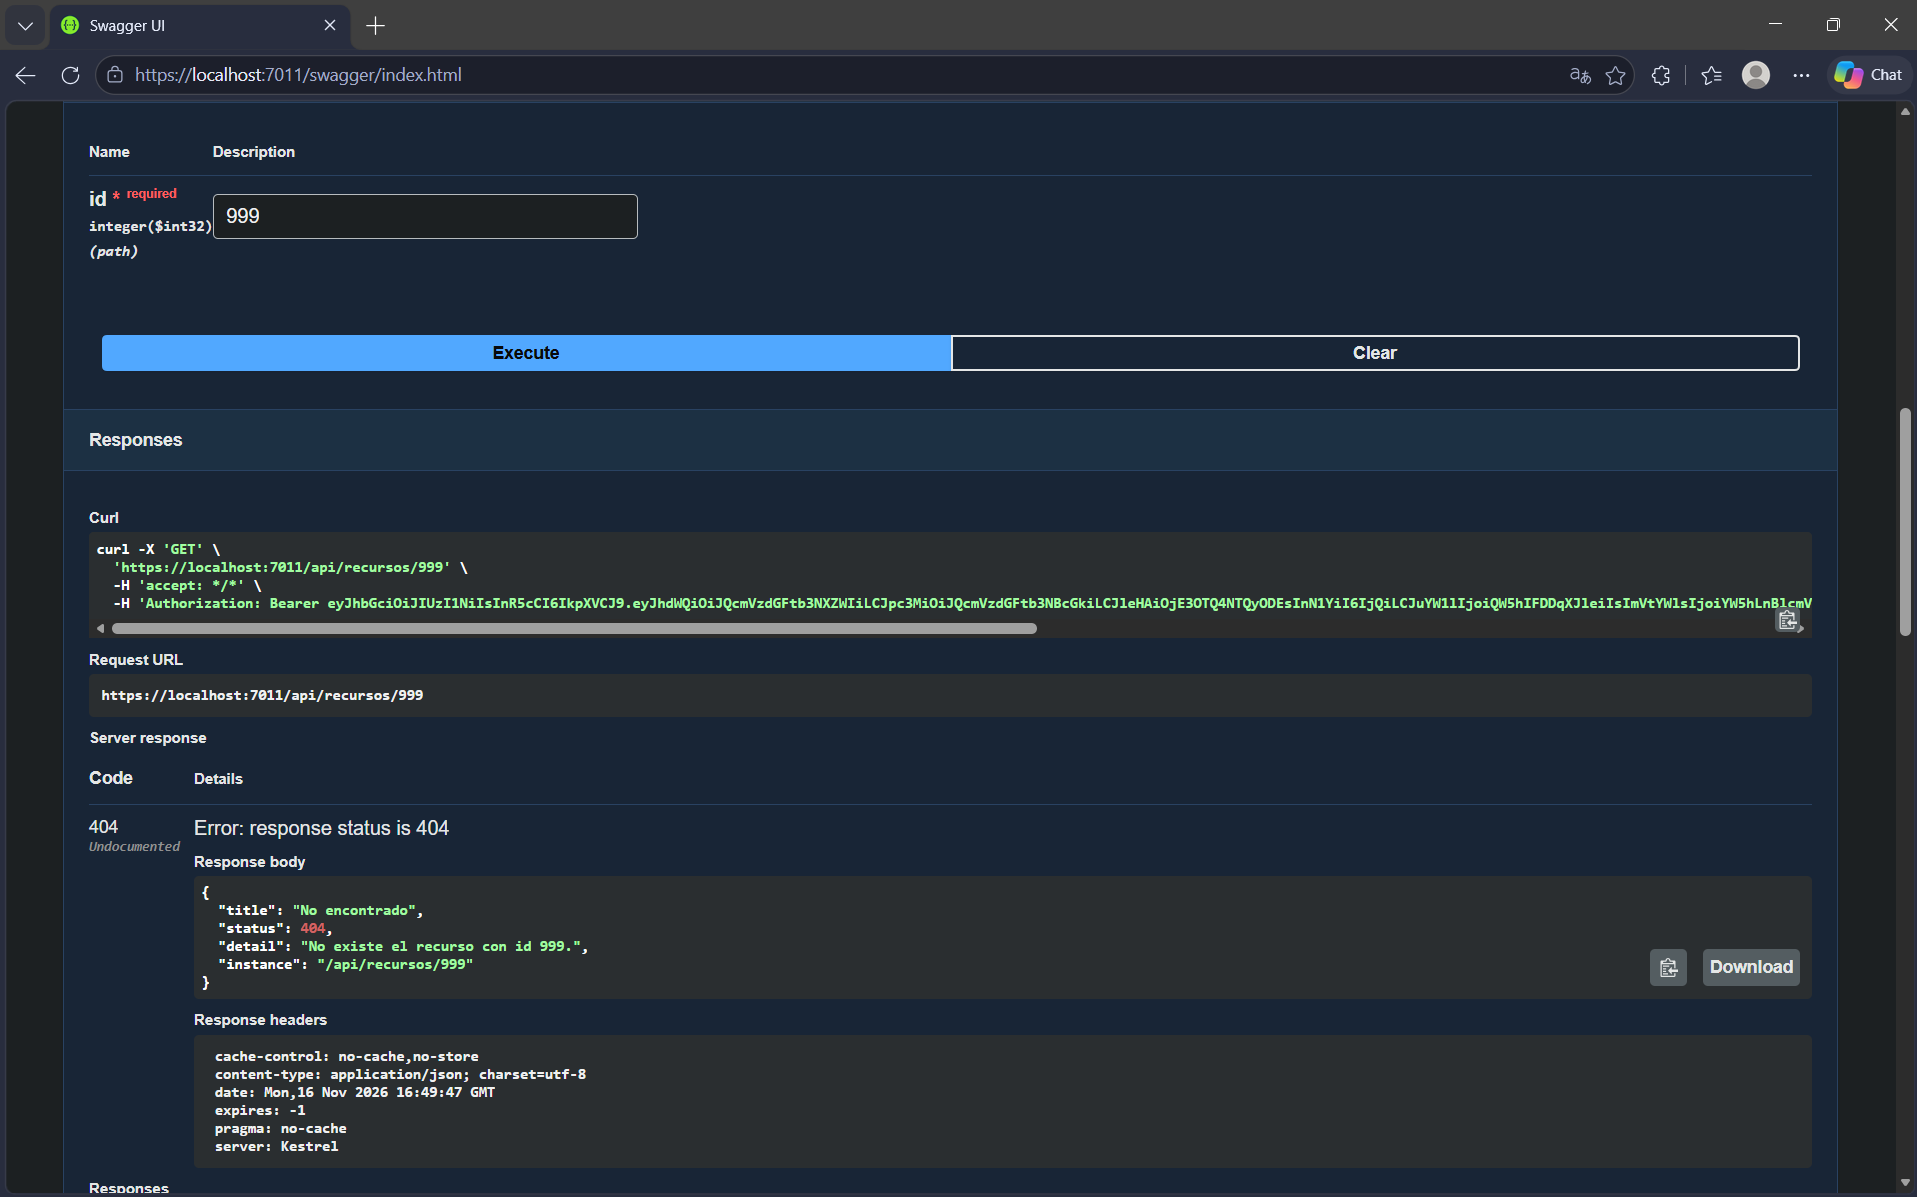 Swagger UI
https://localhost:7011/swagger/index.html
Chat
Name Description
id * required
integer($int32)
(path)
999
Execute
Clear
Responses
Curl
curl -X 'GET' \
'https://localhost:7011/api/recursos/999' \
-H 'accept: */*' \
-H 'Authorization: Bearer eyJhbGciOiJIUzI1NiIsInR5cCI6IkpXVCJ9.eyJhdWQiOiJQcmVzdGFtb3NXZWIiLCJpc3MiOiJQcmVzdGFtb3NBcGkiLCJleHAiOjE3OTQ4NTQyODEsInN1YiI6IjQiLCJuYW1lIjoiQW5hIFDDqXJleiIsImVtYWlsIjoiYW5hLnBlcmV
Request URL
https://localhost:7011/api/recursos/999
Server response
Code Details
404
Undocumented
Error: response status is 404
Response body
{
"title": "No encontrado",
"status": 404,
"detail": "No existe el recurso con id 999.",
"instance": "/api/recursos/999"
}
Download
Response headers
cache-control: no-cache,no-store
content-type: application/json; charset=utf-8
date: Mon,16 Nov 2026 16:49:47 GMT
expires: -1
pragma: no-cache
server: Kestrel
Responses